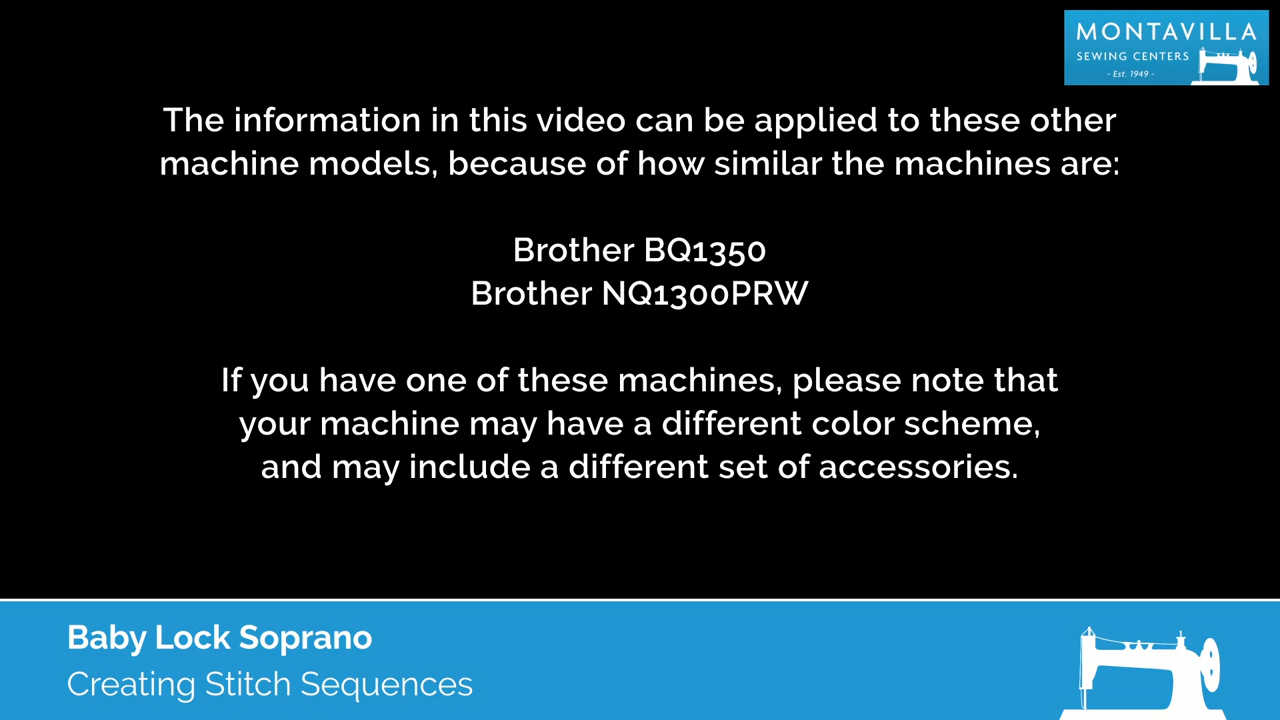 MONTAVILLA
SEWING CENTERS
- Est. 1949 -
The information in this video can be applied to these other
machine models, because of how similar the machines are:
Brother BQ1350
Brother NQ1300PRW
If you have one of these machines, please note that
your machine may have a different color scheme,
and may include a different set of accessories.
Baby Lock Soprano
Creating Stitch Sequences